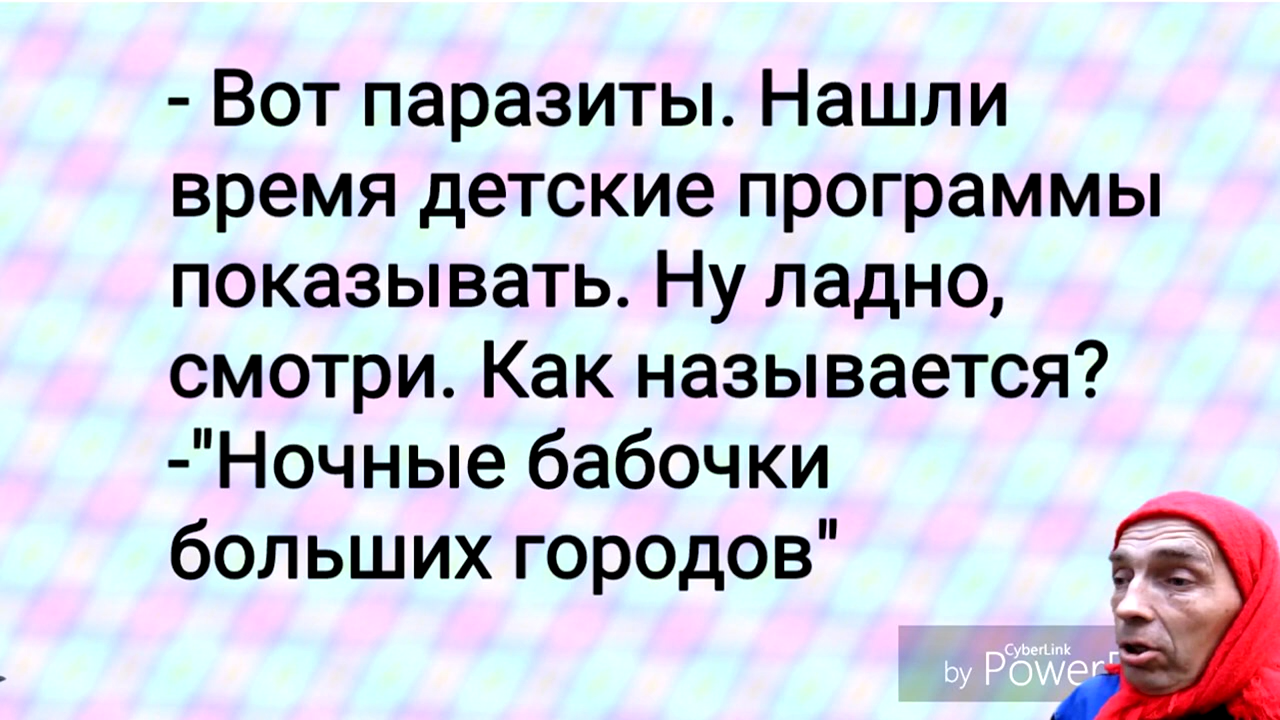 - Вот паразиты. Нашли
время детские программы
показывать. Ну ладно,
смотри. Как называется?
-"Ночные бабочки
больших городов"
CyberLink
by Power